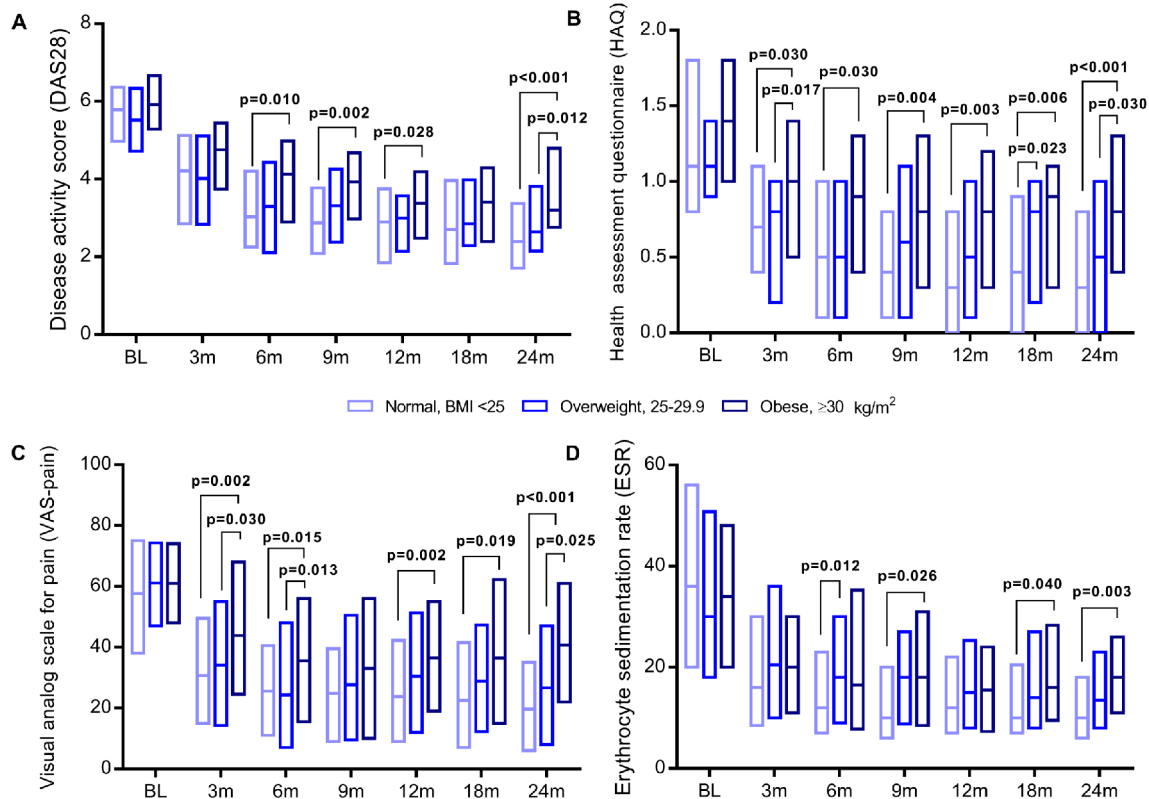 A
Disease activity score (DAS28)
8
6
4
2
0
p=0.010
p=0.002
p=0.028
p<0.001
p=0.012
BL 3m 6m 9m 12m 18m 24m
B
Health assessment questionnaire (HAQ)
2.0
1.5
1.0
0.5
0.0
p=0.030
p=0.017
p=0.030
p=0.004
p=0.003
p=0.006
p=0.023
p<0.001
p=0.030
BL 3m 6m 9m 12m 18m 24m
Normal, BMI <25 Overweight, 25-29.9 Obese, ≥30 kg/m²
C
Visual analog scale for pain (VAS-pain)
100
80
60
40
20
0
p=0.002
p=0.030
p=0.015
p=0.013
p=0.002
p=0.019
p<0.001
p=0.025
BL 3m 6m 9m 12m 18m 24m
D
Erythrocyte sedimentation rate (ESR)
60
40
20
0
p=0.012
p=0.026
p=0.040
p=0.003
BL 3m 6m 9m 12m 18m 24m